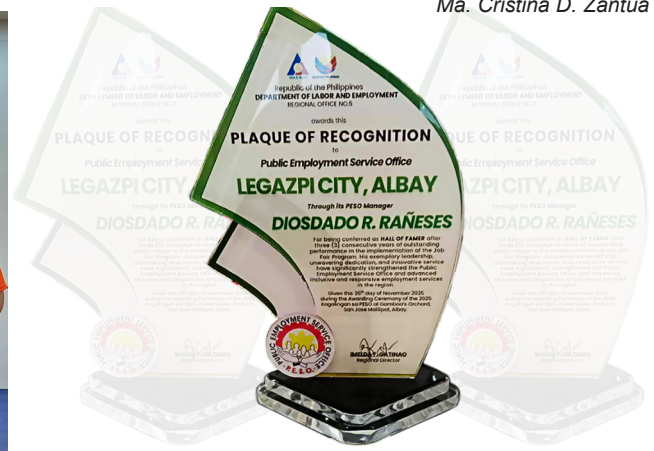 Ma. Cristina D. Zantua
Republic of the Philippines
DEPARTMENT OF LABOR AND EMPLOYMENT
REGIONAL OFFICE NO.5
awards this
PLAQUE OF RECOGNITION
to
Public Employment Service Office
LEGAZPI CITY, ALBAY
Through its PESO Manager
DIOSDADO R. RAÑESES
For being conferred as HALL OF FAMER after
three (3) consecutive years of outstanding
performance in the implementation of the Job
Fair Program. His exemplary leadership,
unwavering dedication, and innovative service
have significantly strengthened the Public
Employment Service Office and advanced
inclusive and responsive employment services
in the region.
Given this 26th day of November 2025
during the Awarding Ceremony of the 2025
Kagalingan sa PESO at Gamboa's Orchard,
San Jose Malilipot, Albay.
Regional Director
PUBLIC EMPLOYMENT SERVICE OFFICE
P.E.S.O.